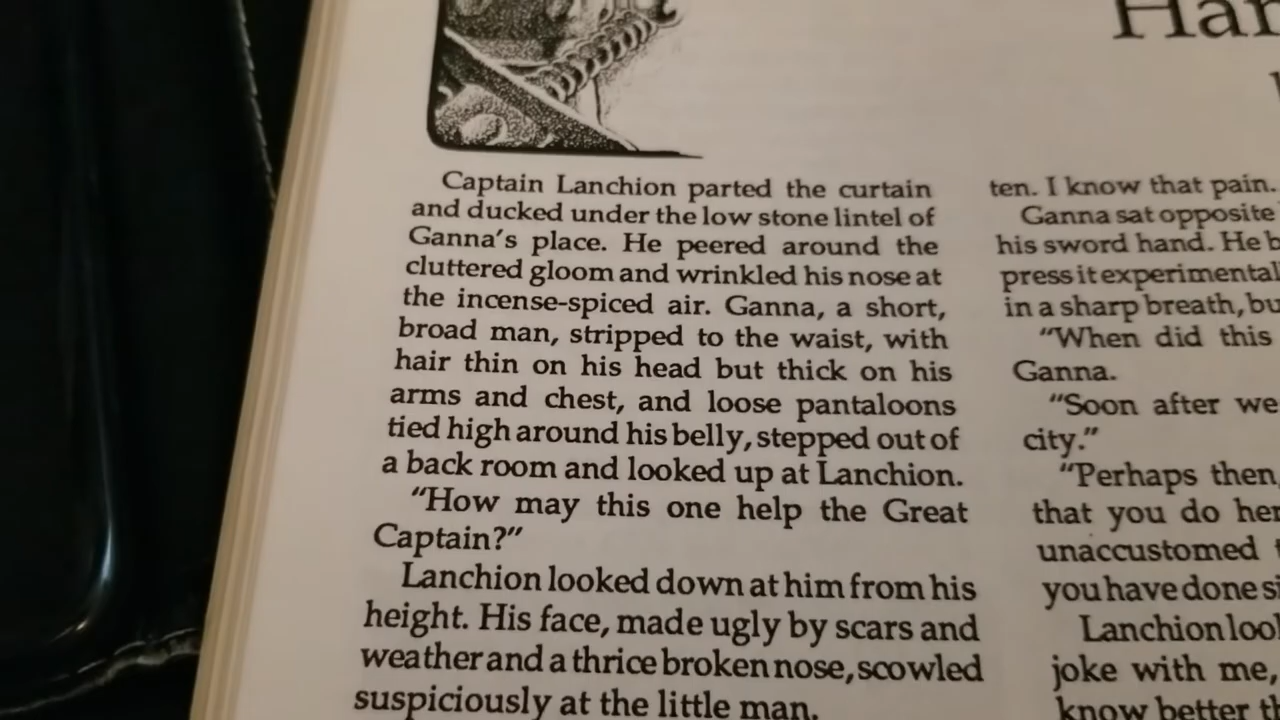 Har
Captain Lanchion parted the curtain
and ducked under the low stone lintel of
Ganna's place. He peered around the
cluttered gloom and wrinkled his nose at
the incense-spiced air. Ganna, a short,
broad man, stripped to the waist, with
hair thin on his head but thick on his
arms and chest, and loose pantaloons
tied high around his belly, stepped out of
a back room and looked up at Lanchion.
"How may this one help the Great
Captain?"
Lanchion looked down at him from his
height. His face, made ugly by scars and
weather and a thrice broken nose, scowled
suspiciously at the little man.
ten. I know that pain.
Ganna sat opposite
his sword hand. He b
press it experimental
in a sharp breath, bu
"When did this
Ganna.
"Soon after we
city."
"Perhaps then,
that you do her
unaccustomed
you have done si
Lanchion loo
joke with me,
know better th